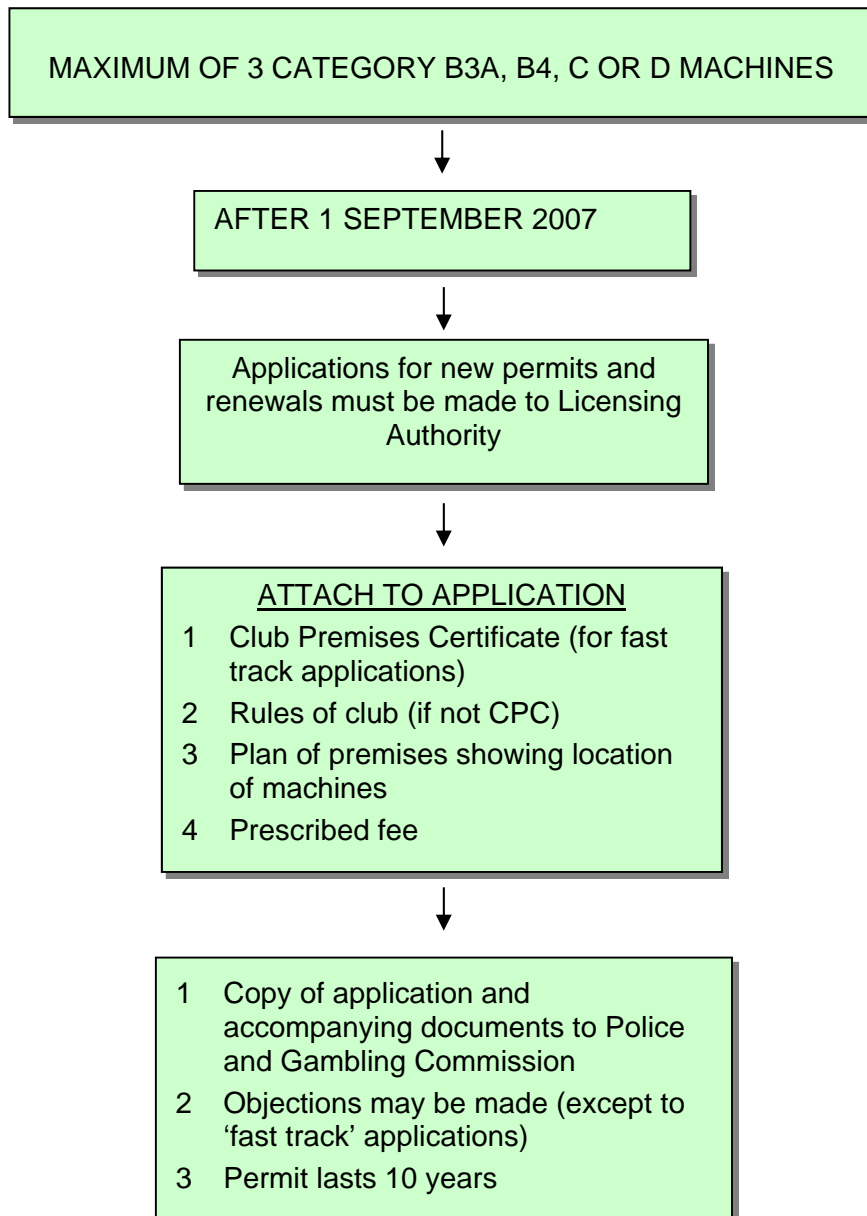 MAXIMUM OF 3 CATEGORY B3A, B4, C OR D MACHINES
AFTER 1 SEPTEMBER 2007
Applications for new permits and
renewals must be made to Licensing
Authority
ATTACH TO APPLICATION
1 Club Premises Certificate (for fast
track applications)
2 Rules of club (if not CPC)
3 Plan of premises showing location
of machines
4 Prescribed fee
1 Copy of application and
accompanying documents to Police
and Gambling Commission
2 Objections may be made (except to
‘fast track’ applications)
3 Permit lasts 10 years